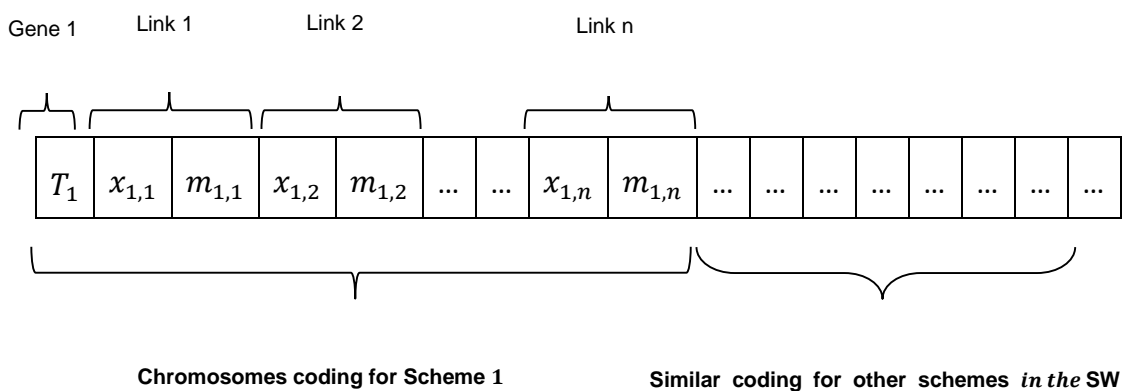 Gene 1 Link 1 Link 2 Link n
T₁ x₁,₁ m₁,₁ x₁,₂ m₁,₂ ... ... x₁,ₙ m₁,ₙ ... ... ... ... ... ... ... ...
Chromosomes coding for Scheme 1 Similar coding for other schemes in the SW